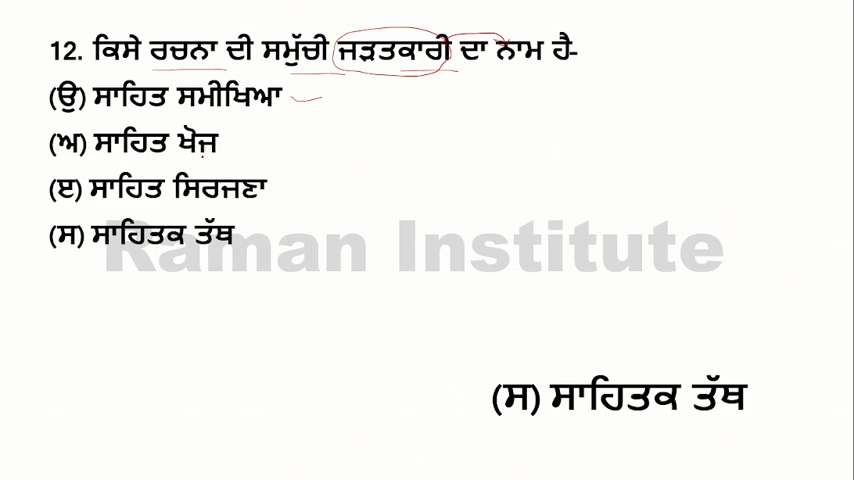 12. ਕਿਸੇ ਰਚਨਾ ਦੀ ਸਮੁੱਚੀ ਜੜਤਕਾਰੀ ਦਾ ਨਾਮ ਹੈ-
(ਉ) ਸਾਹਿਤ ਸਮੀਖਿਆ
(ਅ) ਸਾਹਿਤ ਖੋਜ
(ੲ) ਸਾਹਿਤ ਸਿਰਜਣਾ
(ਸ) ਸਾਹਿਤਕ ਤੱਥ
Raman Institute
(ਸ) ਸਾਹਿਤਕ ਤੱਥ